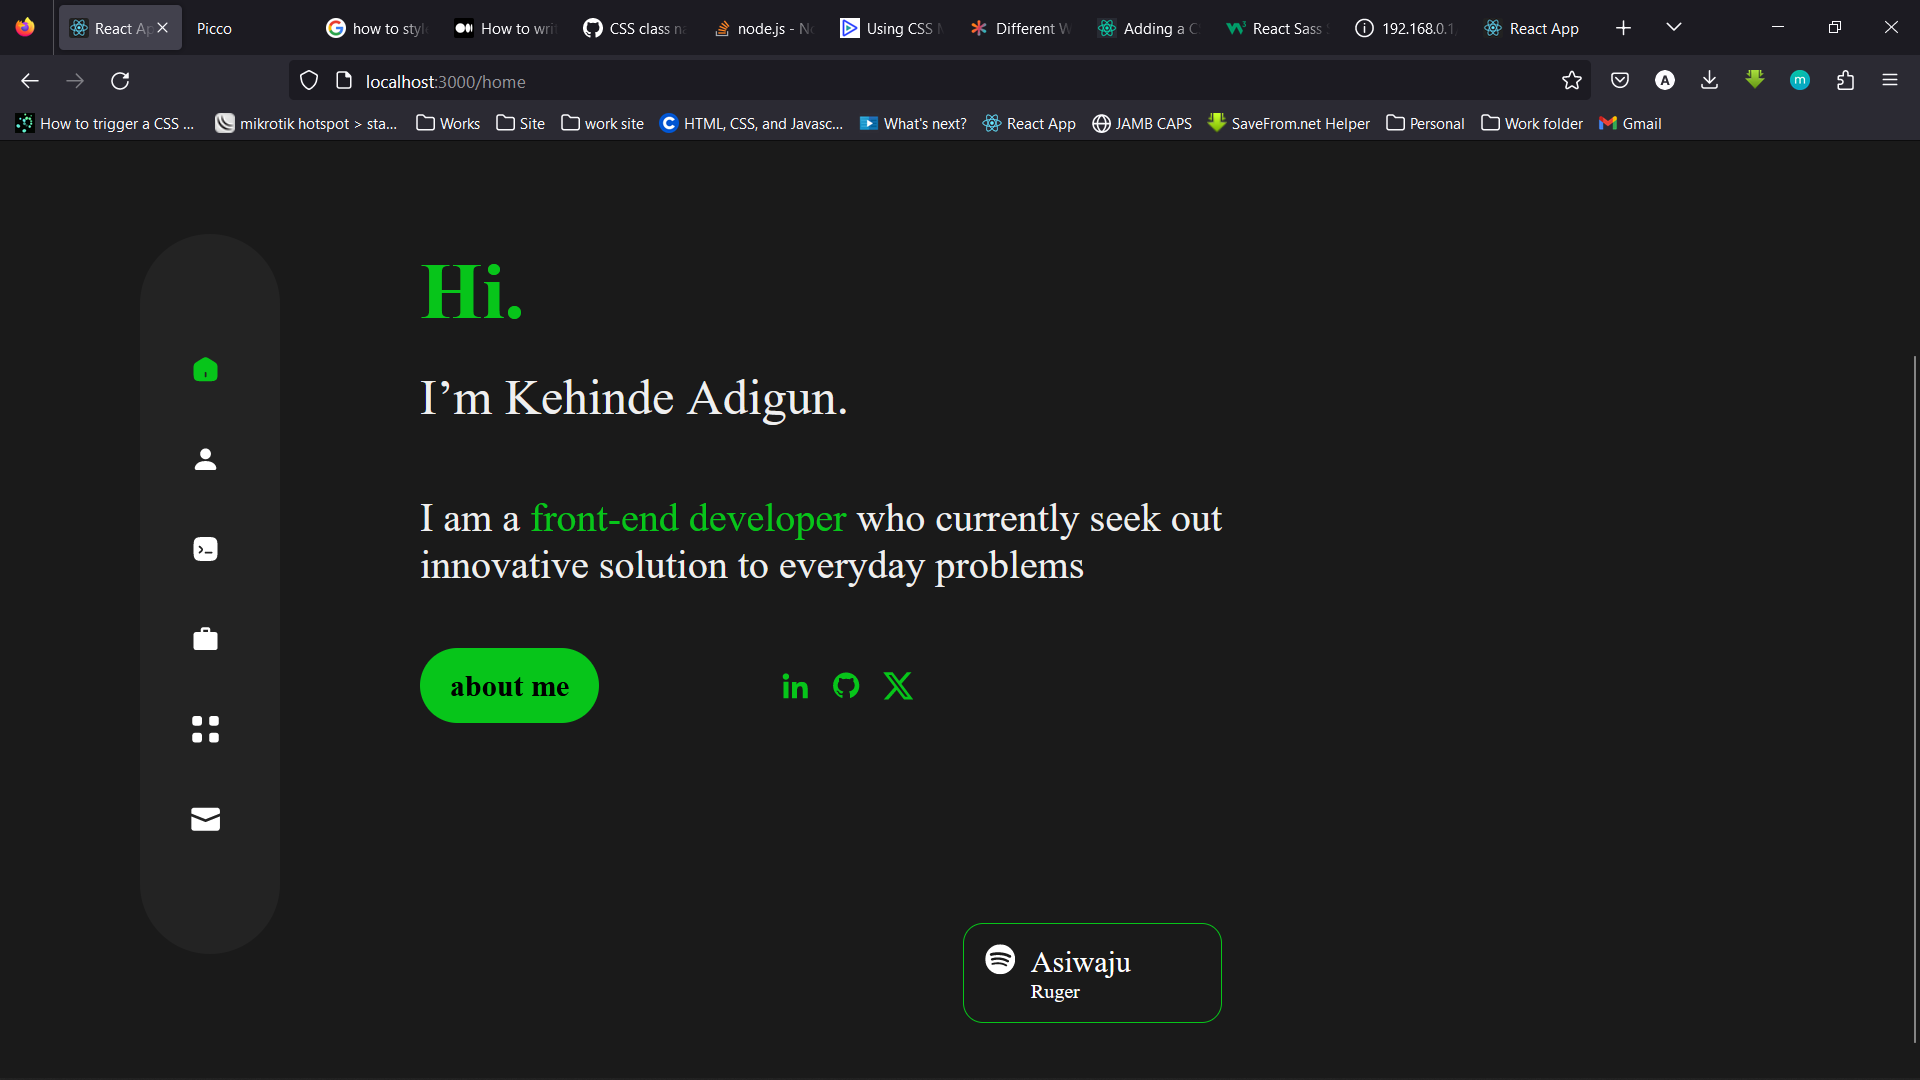 React Ap
Picco
how to style
How to wri
CSS class na
node.js - No
Using CSS M
Different W
Adding a C
React Sass S
192.168.0.1/
React App
localhost:3000/home
How to trigger a CSS ...
mikrotik hotspot > sta...
Works
Site
work site
HTML, CSS, and Javasc...
What's next?
React App
JAMB CAPS
SaveFrom.net Helper
Personal
Work folder
Gmail
Hi.
I’m Kehinde Adigun.
I am a front-end developer who currently seek out
innovative solution to everyday problems
about me
Asiwaju
Ruger